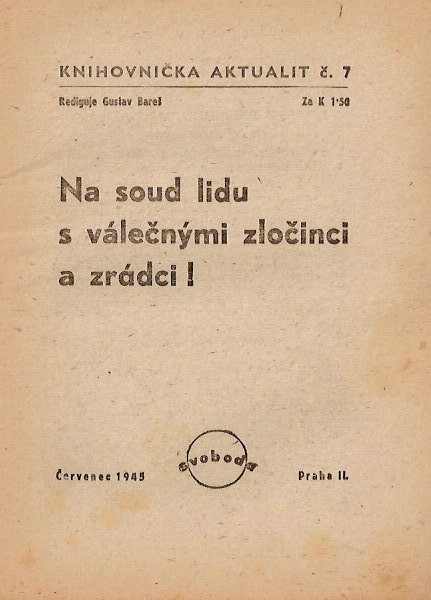 KNIHOVNIČKA AKTUALIT č. 7
Rediguje Gustav Bareš Za K 1·50
Na soud lidu
s válečnými zločinci
a zrádci!
svoboda
Červenec 1945 Praha II.